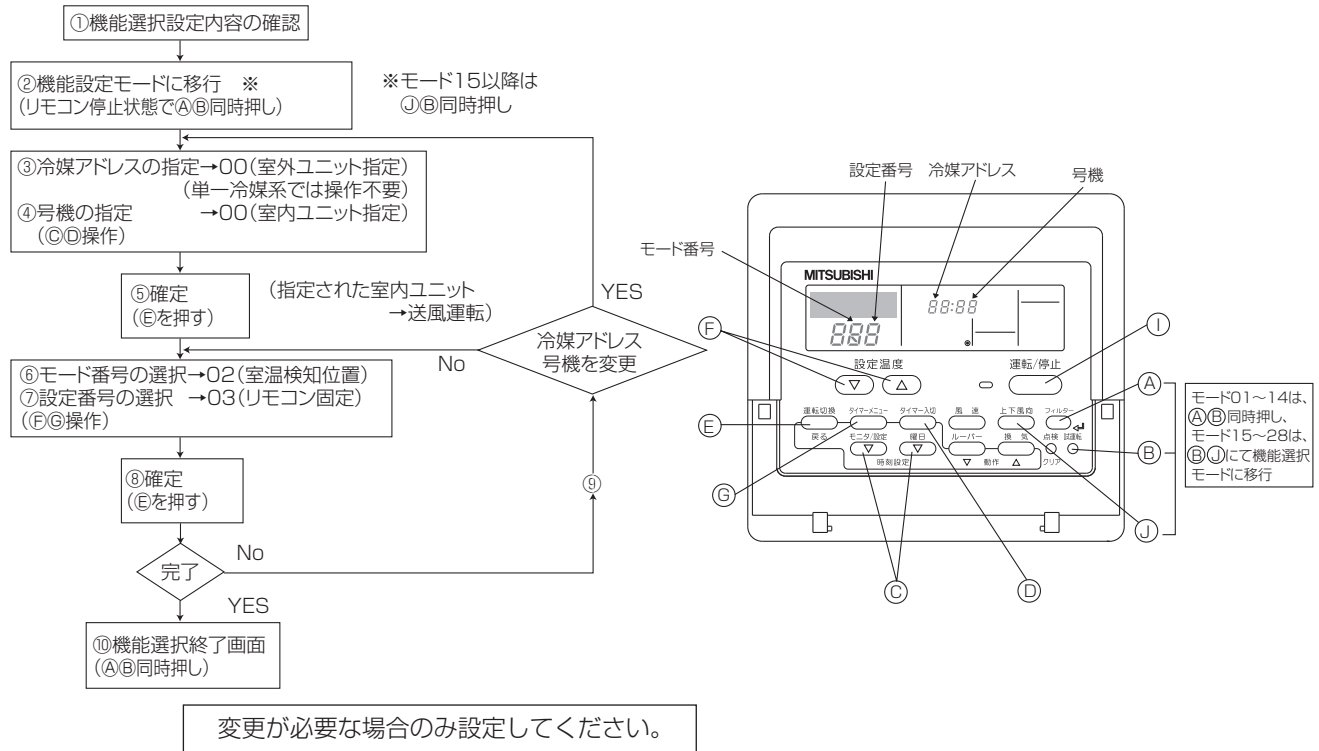 ①機能選択設定内容の確認
②機能設定モードに移行　※
(リモコン停止状態でⒶⒷ同時押し)
※モード15以降は
ⒿⒷ同時押し
③冷媒アドレスの指定→00(室外ユニット指定)
(単一冷媒系では操作不要)
④号機の指定　→00(室内ユニット指定)
(ⒸⒹ操作)
⑤確定
(Ⓔを押す)
(指定された室内ユニット
→送風運転)
YES
冷媒アドレス
号機を変更
No
⑥モード番号の選択→02(室温検知位置)
⑦設定番号の選択　→03(リモコン固定)
(ⒻⒼ操作)
⑧確定
(Ⓔを押す)
⑨
完了
No
YES
⑩機能選択終了画面
(ⒶⒷ同時押し)
変更が必要な場合のみ設定してください。
設定番号　冷媒アドレス　号機
モード番号
MITSUBISHI
88:88
888
設定温度　運転/停止
▽ △
Ⓕ
Ⓘ
Ⓐ
運転切換 タイマーメニュー タイマー入切 風 速 上下風向 フィルター
Ⓔ
戻る モニタ/設定 曜日 ルーバー 換 気 点検 試運転
▽ ▽
時刻設定 ▽ 動作 △ クリア
Ⓑ
Ⓖ
Ⓙ
Ⓒ
Ⓓ
モード01～14は、
ⒶⒷ同時押し、
モード15～28は、
ⒷⒿにて機能選択
モードに移行